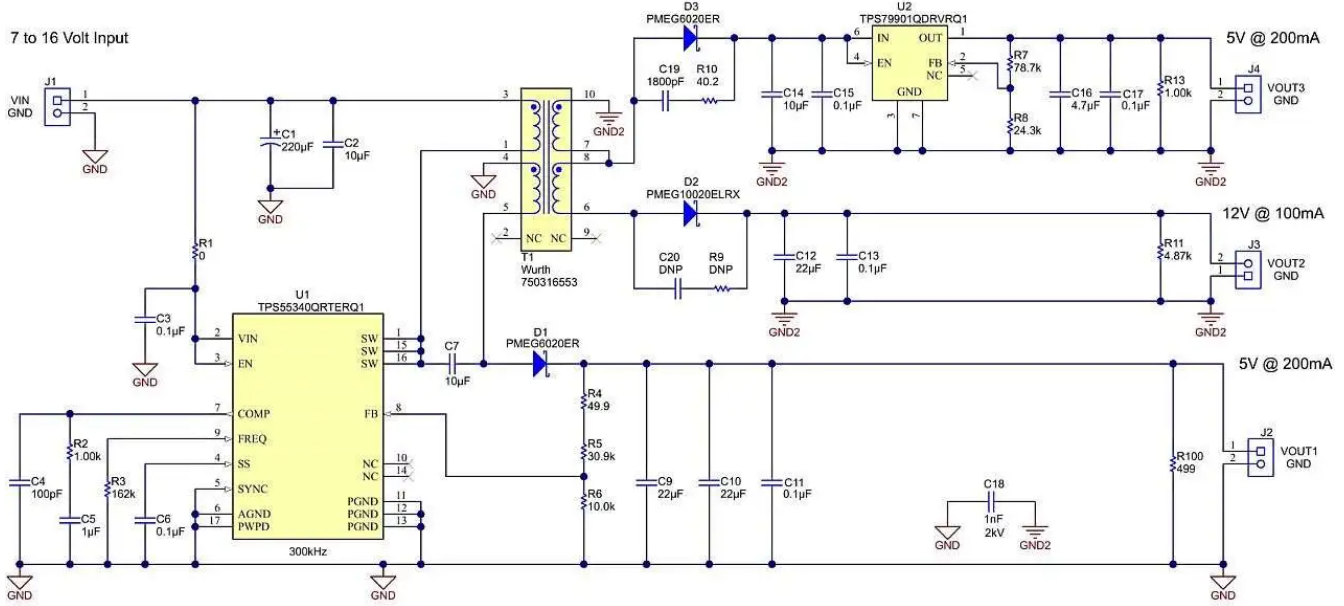 7 to 16 Volt Input
J1
VIN
GND
1
2
GND
C1
220µF
C2
10µF
GND
R1
0
C3
0.1µF
GND
U1
TPS55340QRTERQ1
2
VIN
3
EN
7
COMP
9
FREQ
4
SS
5
SYNC
6
AGND
17
PWPD
SW
1
SW
15
SW
16
FB
8
NC
10
NC
14
PGND
11
PGND
12
PGND
13
300kHz
C4
100pF
R2
1.00k
C5
1µF
R3
162k
C6
0.1µF
GND
GND
3
1
4
5
2
NC
10
7
8
6
NC
9
GND
GND2
T1
Wurth
750316553
C7
10µF
D1
PMEG6020ER
R4
49.9
R5
30.9k
R6
10.0k
C9
22µF
C10
22µF
C11
0.1µF
C18
1nF
2kV
GND
GND2
R100
499
5V @ 200mA
J2
1
2
VOUT1
GND
GND
D3
PMEG6020ER
C19
1800pF
R10
40.2
C14
10µF
C15
0.1µF
GND2
U2
TPS79901QDRVRQ1
6
IN
OUT
1
4
EN
FB
2
NC
5
GND
3
7
R7
78.7k
R8
24.3k
C16
4.7µF
C17
0.1µF
R13
1.00k
5V @ 200mA
J4
1
2
VOUT3
GND
GND2
D2
PMEG10020ELRX
C20
DNP
R9
DNP
C12
22µF
C13
0.1µF
GND2
R11
4.87k
12V @ 100mA
J3
2
1
VOUT2
GND
GND2